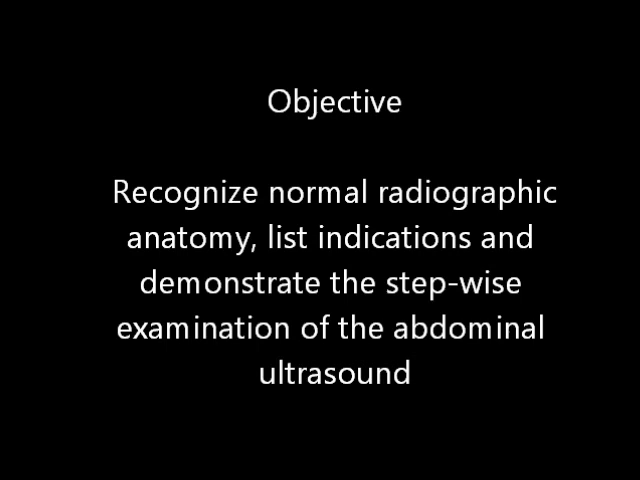 Objective
Recognize normal radiographic
anatomy, list indications and
demonstrate the step-wise
examination of the abdominal
ultrasound